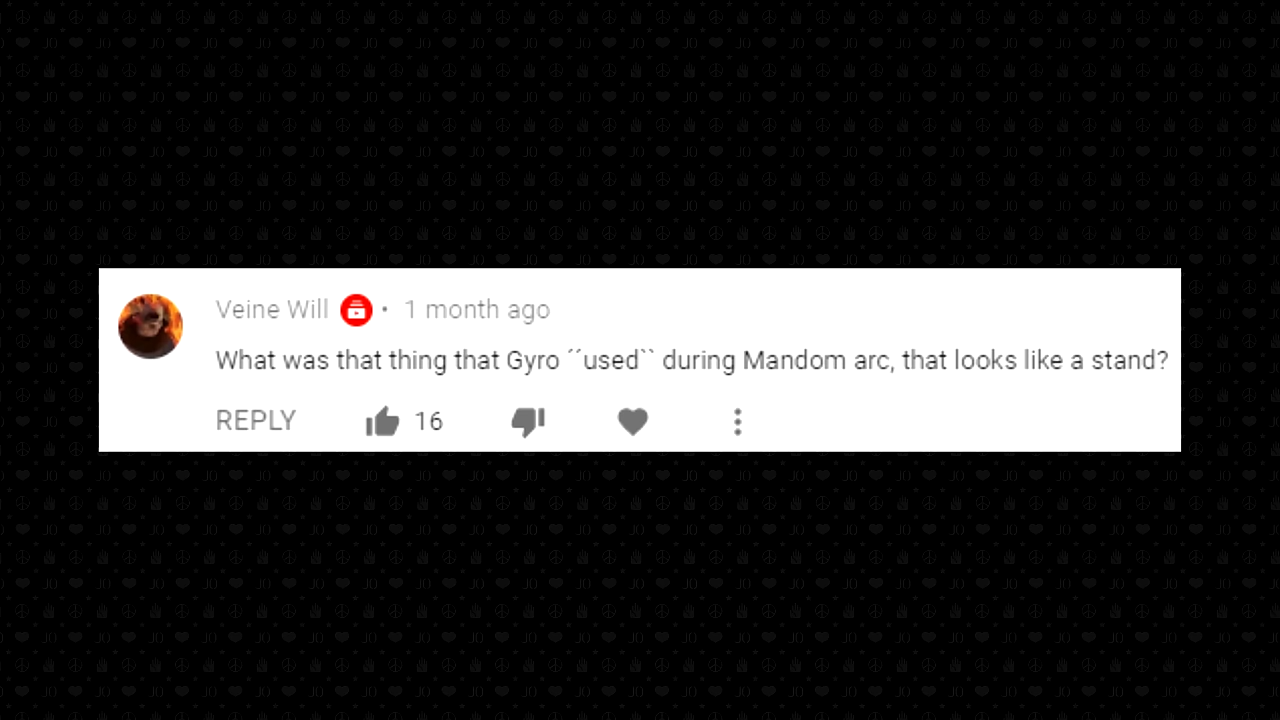 Veine Will • 1 month ago
What was that thing that Gyro ´´used`` during Mandom arc, that looks like a stand?
REPLY 16